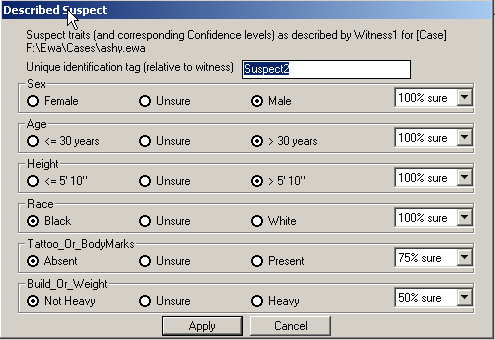 Described Suspect
Suspect traits (and corresponding Confidence levels) as described by Witness1 for [Case]
F:\Ewa\Cases\ashy.ewa
Unique identification tag (relative to witness) Suspect2
Sex
Female Unsure Male 100% sure
Age
<= 30 years Unsure > 30 years 100% sure
Height
<= 5' 10" Unsure > 5' 10" 100% sure
Race
Black Unsure White 100% sure
Tattoo_Or_BodyMarks
Absent Unsure Present 75% sure
Build_Or_Weight
Not Heavy Unsure Heavy 50% sure
Apply Cancel